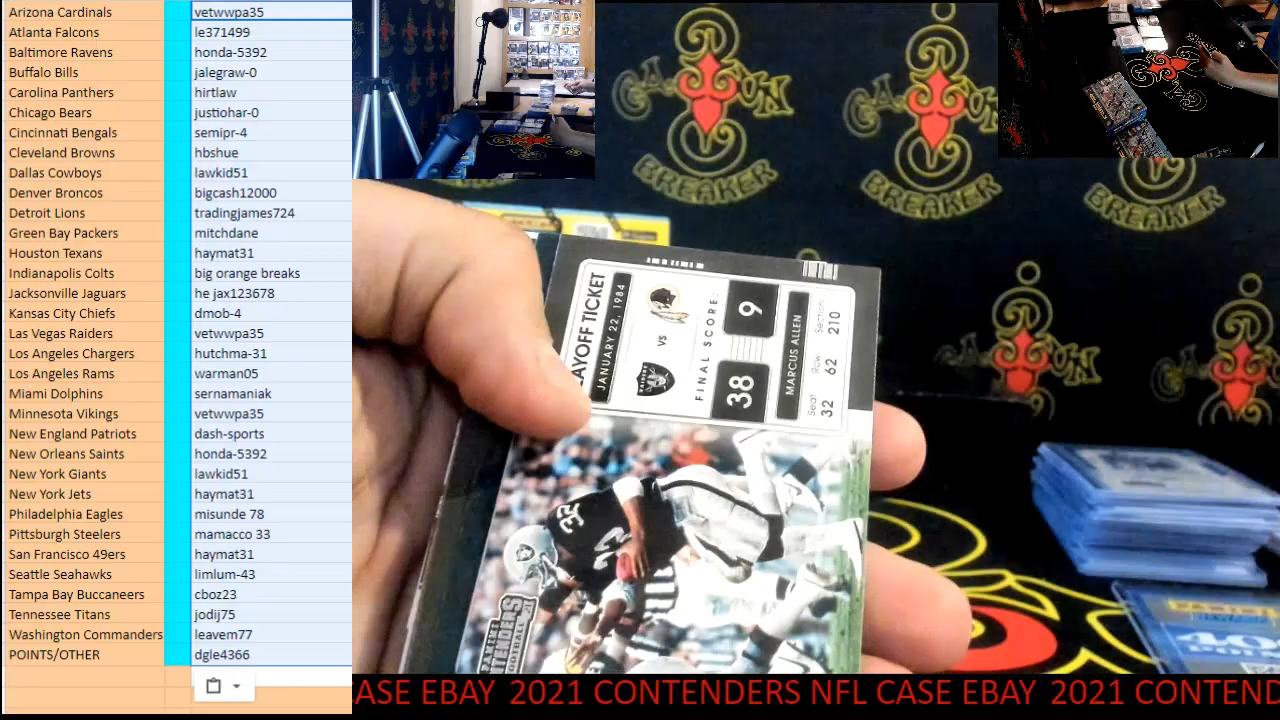 Arizona Cardinals vetwwpa35
Atlanta Falcons le371499
Baltimore Ravens honda-5392
Buffalo Bills jalegraw-0
Carolina Panthers hirtlaw
Chicago Bears justiohar-0
Cincinnati Bengals semipr-4
Cleveland Browns hbshue
Dallas Cowboys lawkid51
Denver Broncos bigcash12000
Detroit Lions tradingjames724
Green Bay Packers mitchdane
Houston Texans haymat31
Indianapolis Colts big orange breaks
Jacksonville Jaguars he jax123678
Kansas City Chiefs dmob-4
Las Vegas Raiders vetwwpa35
Los Angeles Chargers hutchma-31
Los Angeles Rams warman05
Miami Dolphins sernamaniak
Minnesota Vikings vetwwpa35
New England Patriots dash-sports
New Orleans Saints honda-5392
New York Giants lawkid51
New York Jets haymat31
Philadelphia Eagles misunde 78
Pittsburgh Steelers mamacco 33
San Francisco 49ers haymat31
Seattle Seahawks limlum-43
Tampa Bay Buccaneers cboz23
Tennessee Titans jodij75
Washington Commanders leavem77
POINTS/OTHER dgle4366
BREAKER
BREAKER
BREAKER
LAYOFF TICKET
JANUARY 22, 1984
VS
FINAL SCORE:
38 9
MARCUS ALLEN
Seat Row Section
32 62 210
32
PANINI
CONTENDERS
FOOTBALL
ASE EBAY 2021 CONTENDERS NFL CASE EBAY 2021 CONTEND